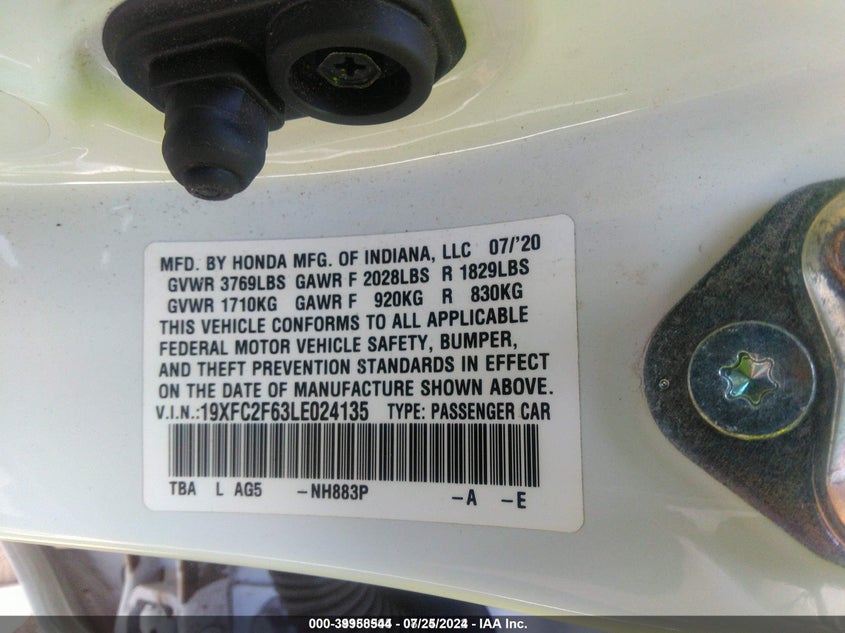 MFD. BY HONDA MFG. OF INDIANA, LLC 07/'20
GVWR 3769LBS GAWR F 2028LBS R 1829LBS
GVWR 1710KG GAWR F 920KG R 830KG
THIS VEHICLE CONFORMS TO ALL APPLICABLE
FEDERAL MOTOR VEHICLE SAFETY, BUMPER,
AND THEFT PREVENTION STANDARDS IN EFFECT
ON THE DATE OF MANUFACTURE SHOWN ABOVE.
V.I.N.:19XFC2F63LE024135 TYPE: PASSENGER CAR
TBA L AG5 -NH883P -A -E
- IAA Inc.